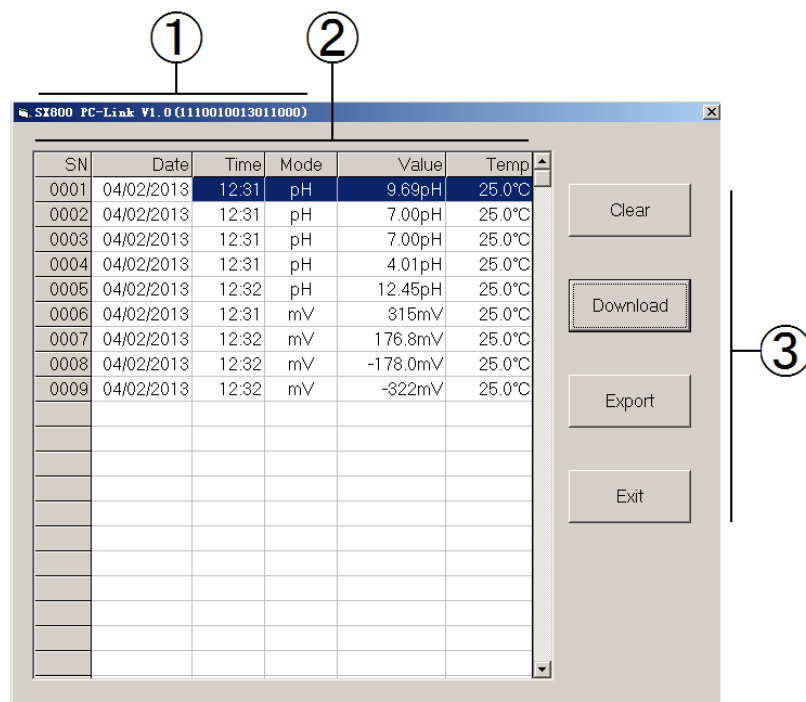 ① ②
SX800 PC-Link V1.0(1110010013011000)
SN Date Time Mode Value Temp
0001 04/02/2013 12:31 pH 9.69pH 25.0°C
0002 04/02/2013 12:31 pH 7.00pH 25.0°C
0003 04/02/2013 12:31 pH 7.00pH 25.0°C
0004 04/02/2013 12:31 pH 4.01pH 25.0°C
0005 04/02/2013 12:32 pH 12.45pH 25.0°C
0006 04/02/2013 12:31 mV 315mV 25.0°C
0007 04/02/2013 12:32 mV 176.8mV 25.0°C
0008 04/02/2013 12:32 mV -178.0mV 25.0°C
0009 04/02/2013 12:32 mV -322mV 25.0°C
Clear
Download
Export
Exit
③